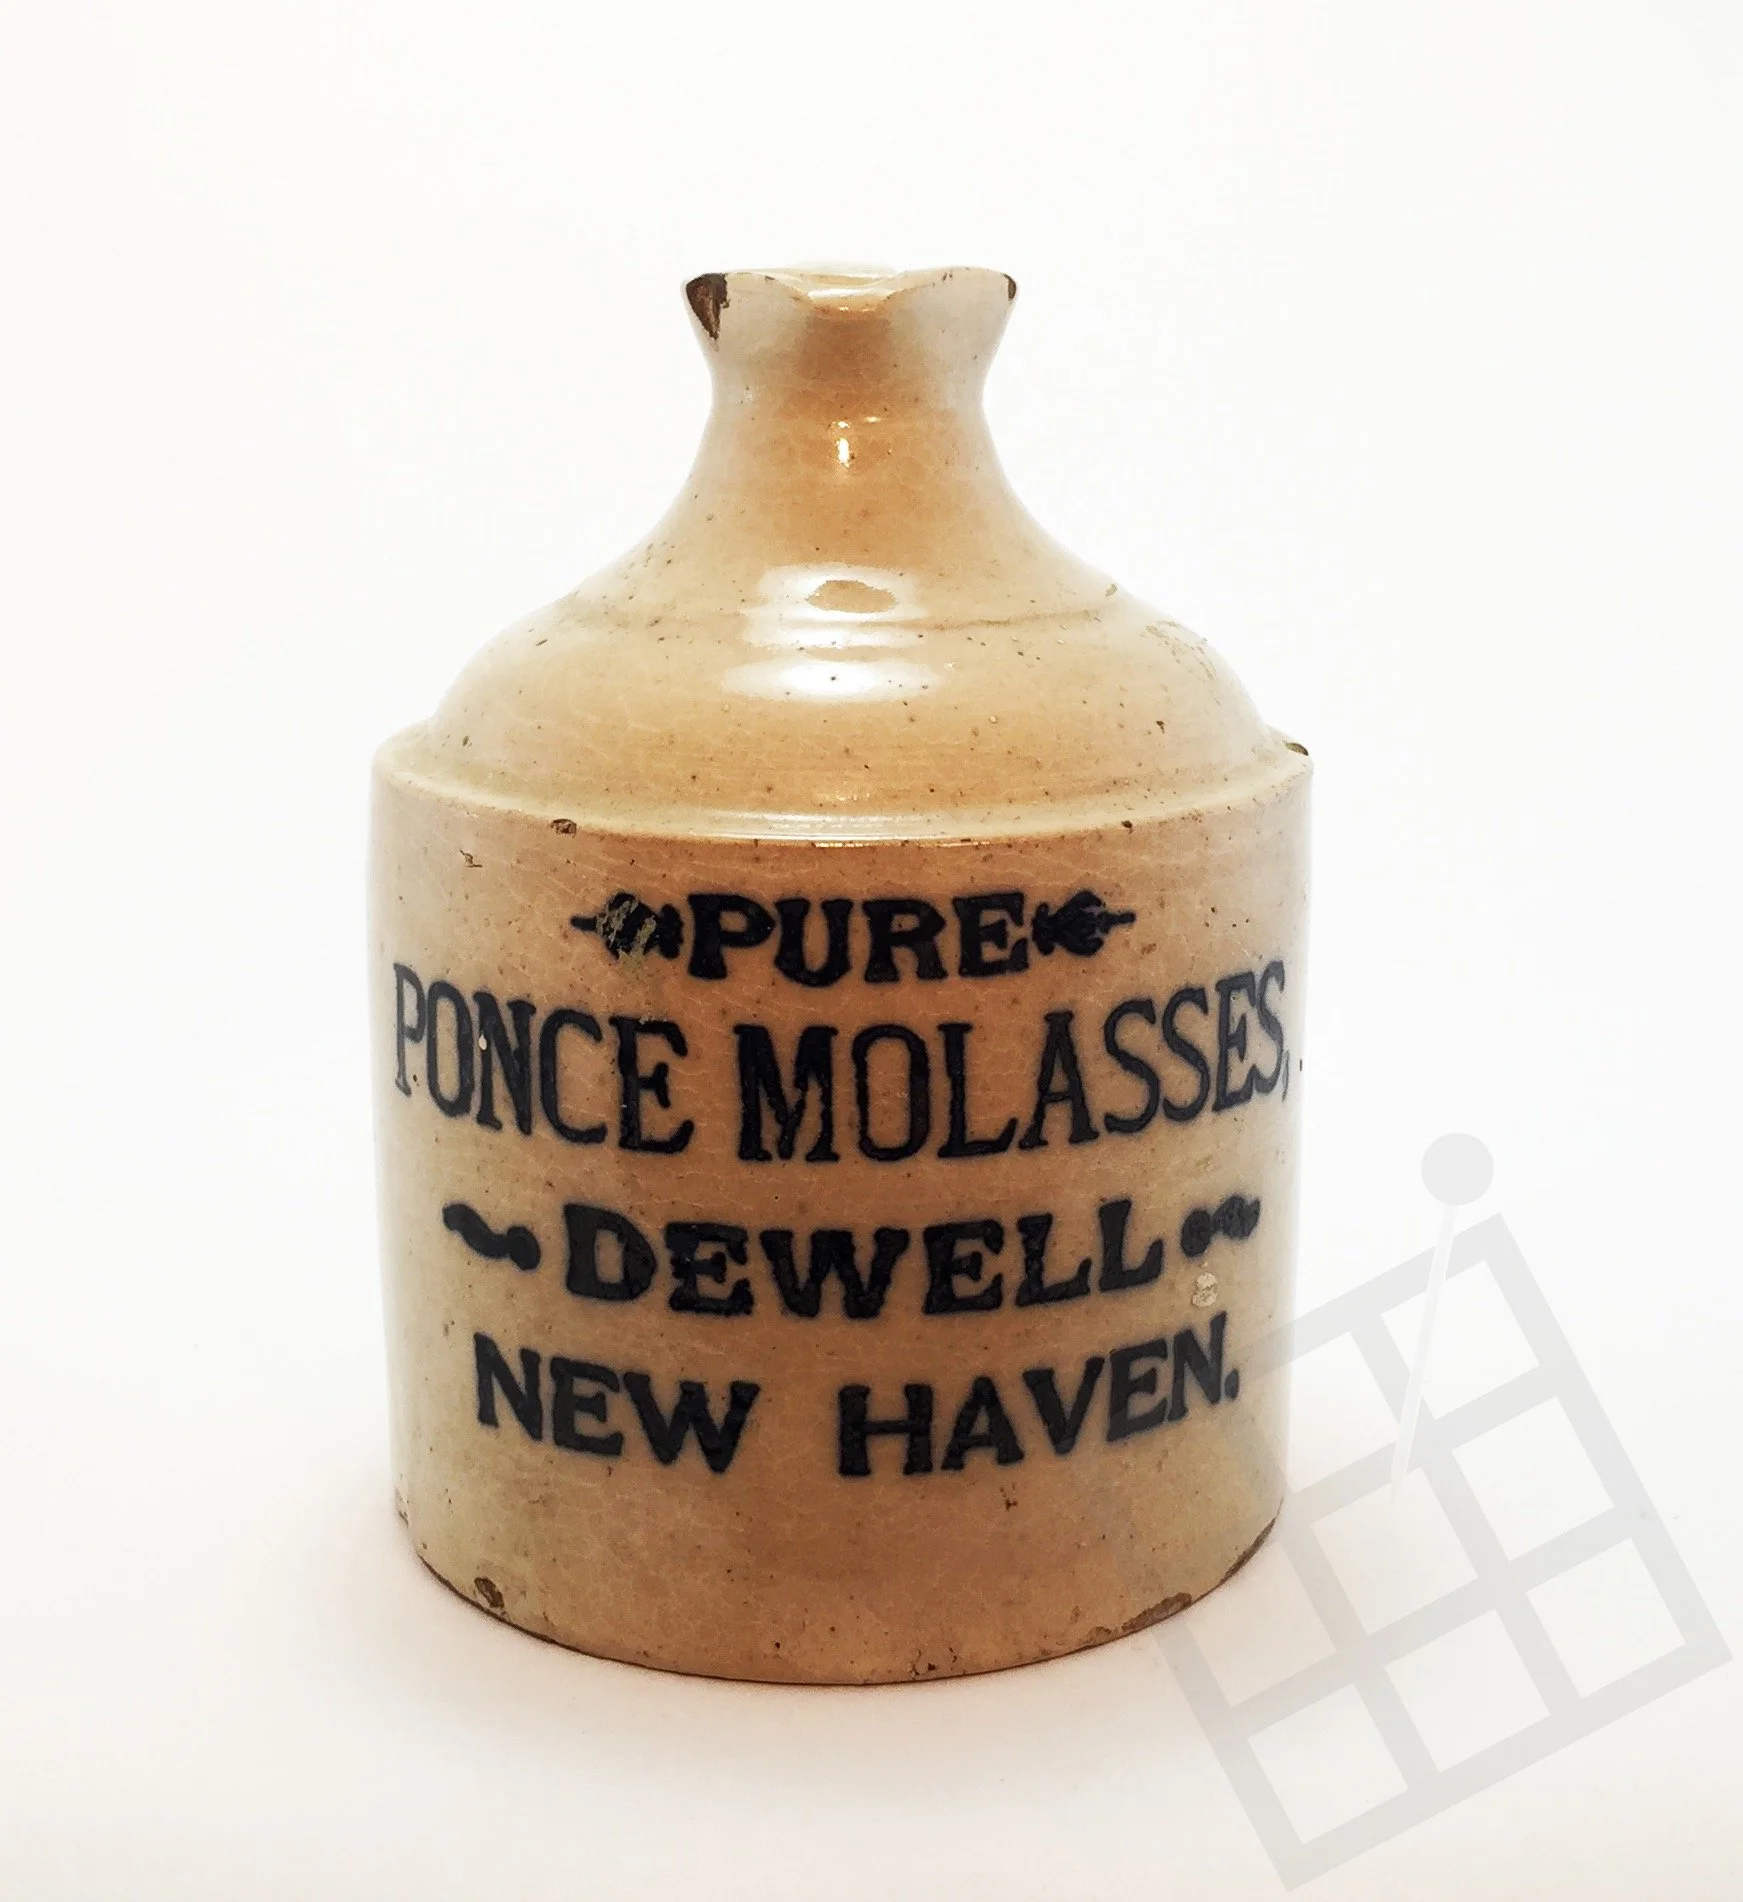 PURE
PONCE MOLASSES,
DEWELL
NEW HAVEN.